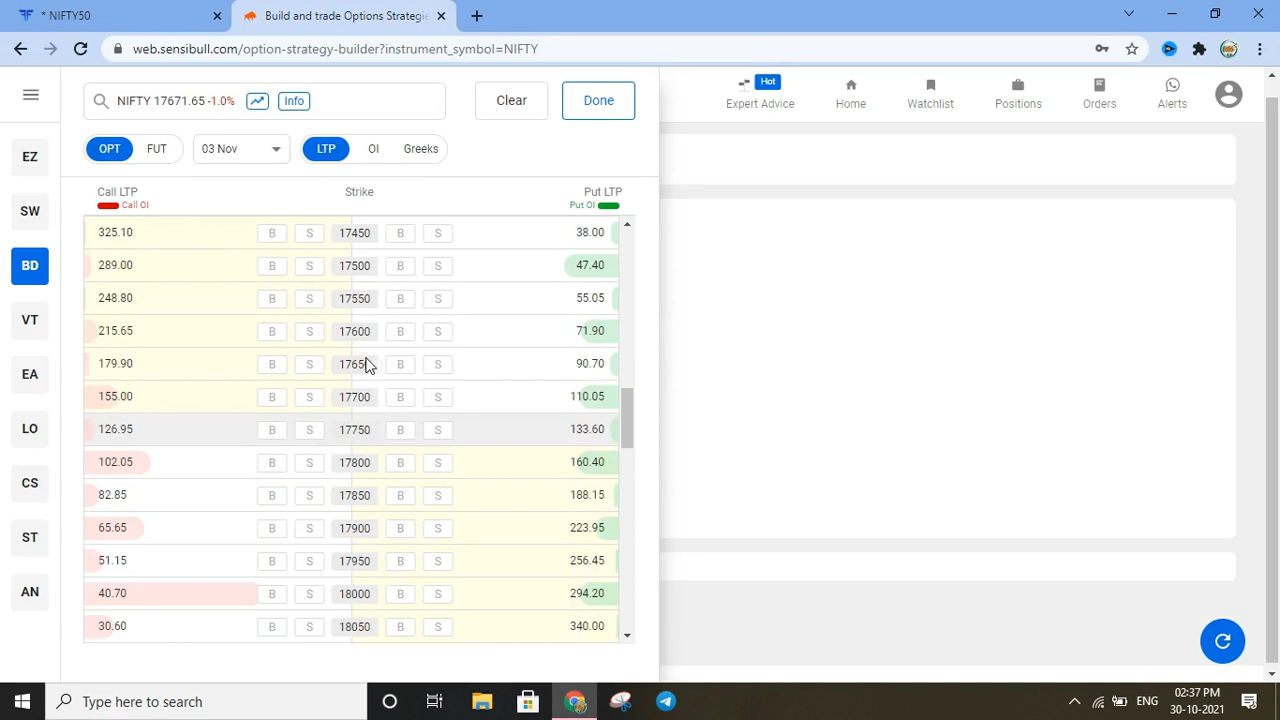 * NIFTY50
Build and trade Options Strategie
web.sensibull.com/option-strategy-builder?instrument_symbol=NIFTY
NIFTY 17671.65 -1.0% Info
Clear
Done
Hot
Expert Advice
Home
Watchlist
Positions
Orders
Alerts
OPT FUT
03 Nov
LTP OI Greeks
EZ
SW
BD
VT
EA
LO
CS
ST
AN
Call LTP Strike Put LTP
Call OI Put OI
325.10 B S 17450 B S 38.00
289.00 B S 17500 B S 47.40
248.80 B S 17550 B S 55.05
215.65 B S 17600 B S 71.90
179.90 B S 17650 B S 90.70
155.00 B S 17700 B S 110.05
126.95 B S 17750 B S 133.60
102.05 B S 17800 B S 160.40
82.85 B S 17850 B S 188.15
65.65 B S 17900 B S 223.95
51.15 B S 17950 B S 256.45
40.70 B S 18000 B S 294.20
30.60 B S 18050 B S 340.00
Type here to search
ENG
02:37 PM
30-10-2021